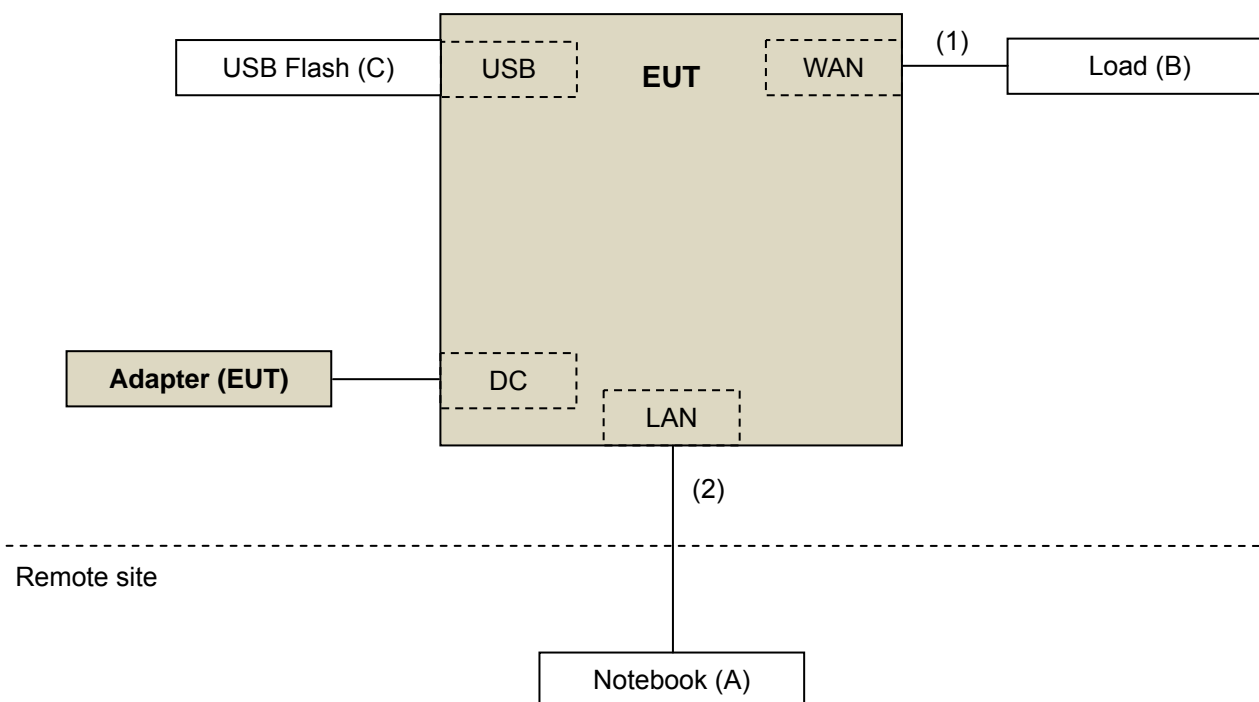 (1)
USB Flash (C)
USB
EUT
WAN
Load (B)
Adapter (EUT)
DC
LAN
(2)
Remote site
Notebook (A)